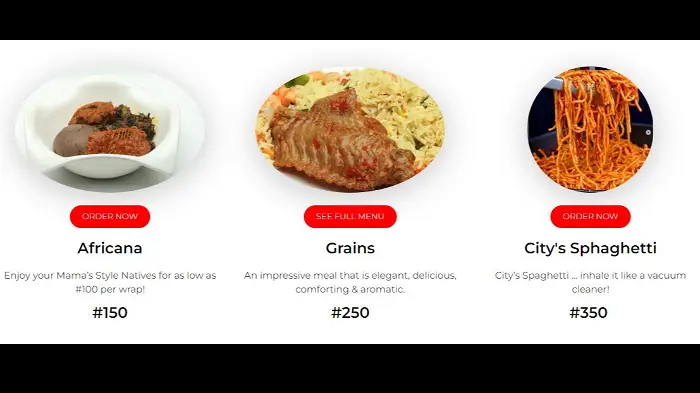 ORDER NOW
Africana
Enjoy your Mama's Style Natives for as low as
#100 per wrap!
#150
SEE FULL MENU
Grains
An impressive meal that is elegant, delicious,
comforting & aromatic.
#250
ORDER NOW
City's Sphaghetti
City's Spaghetti ... inhale it like a vacuum
cleaner!
#350